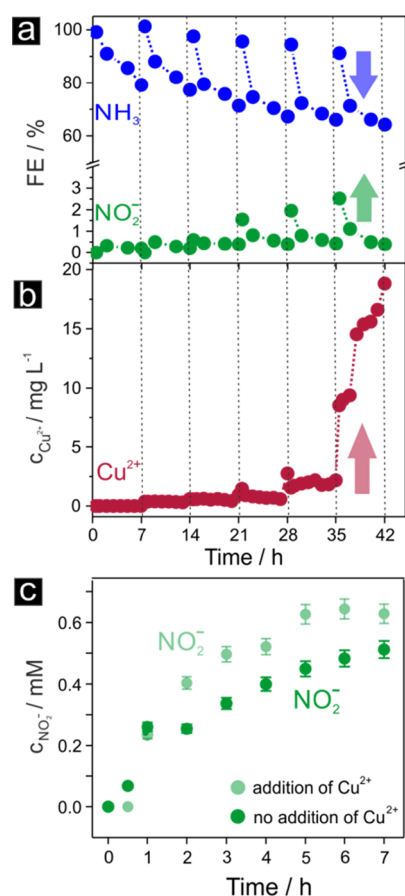 a
100
80
60
3
2
1
0
FE / %
NH₃
NO₂⁻
b
20
15
10
5
0
c_Cu²⁺ / mg L⁻¹
Cu²⁺
0 7 14 21 28 35 42
Time / h
c
0.6
0.4
0.2
0.0
c_NO₂⁻ / mM
NO₂⁻
NO₂⁻
addition of Cu²⁺
no addition of Cu²⁺
0 1 2 3 4 5 6 7
Time / h